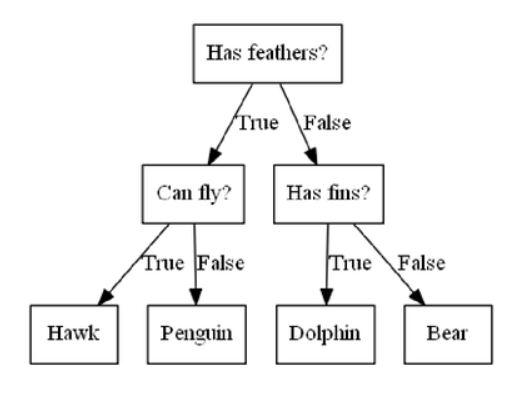 Has feathers?
True
False
Can fly?
Has fins?
True
False
True
False
Hawk
Penguin
Dolphin
Bear